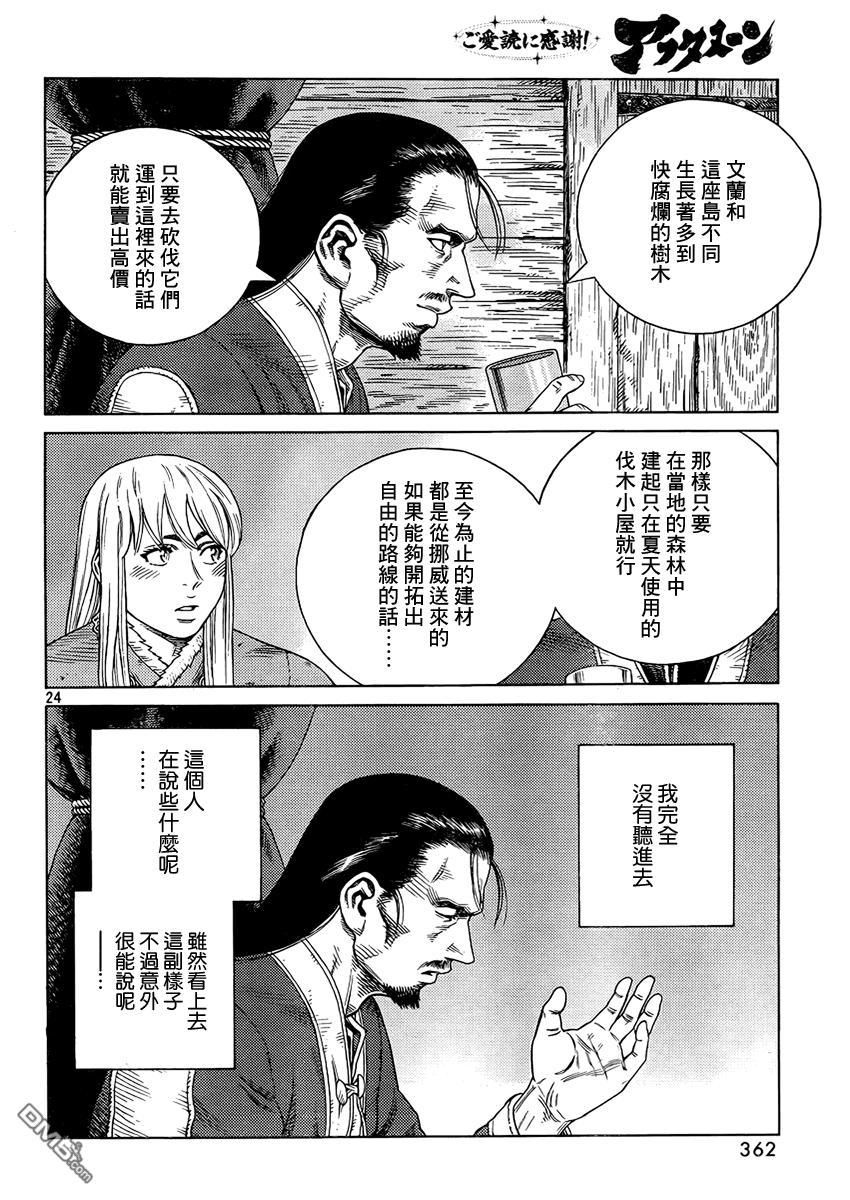 ご愛読に感謝!
アフタヌーン
文蘭和
這座島不同
生長著多到
快腐爛的樹木
只要去砍伐它們
運到這裡來的話
就能賣出高價
那樣只要
在當地的森林中
建起只在夏天使用的
伐木小屋就行
至今為止的建材
都是從挪威送來的
如果能夠開拓出
自由的路線的話……
24
我完全
沒有聽進去
這個人
在說些什麼呢
……
雖然看上去
這副樣子
不過意外
很能說呢
——…
362
DM5.com